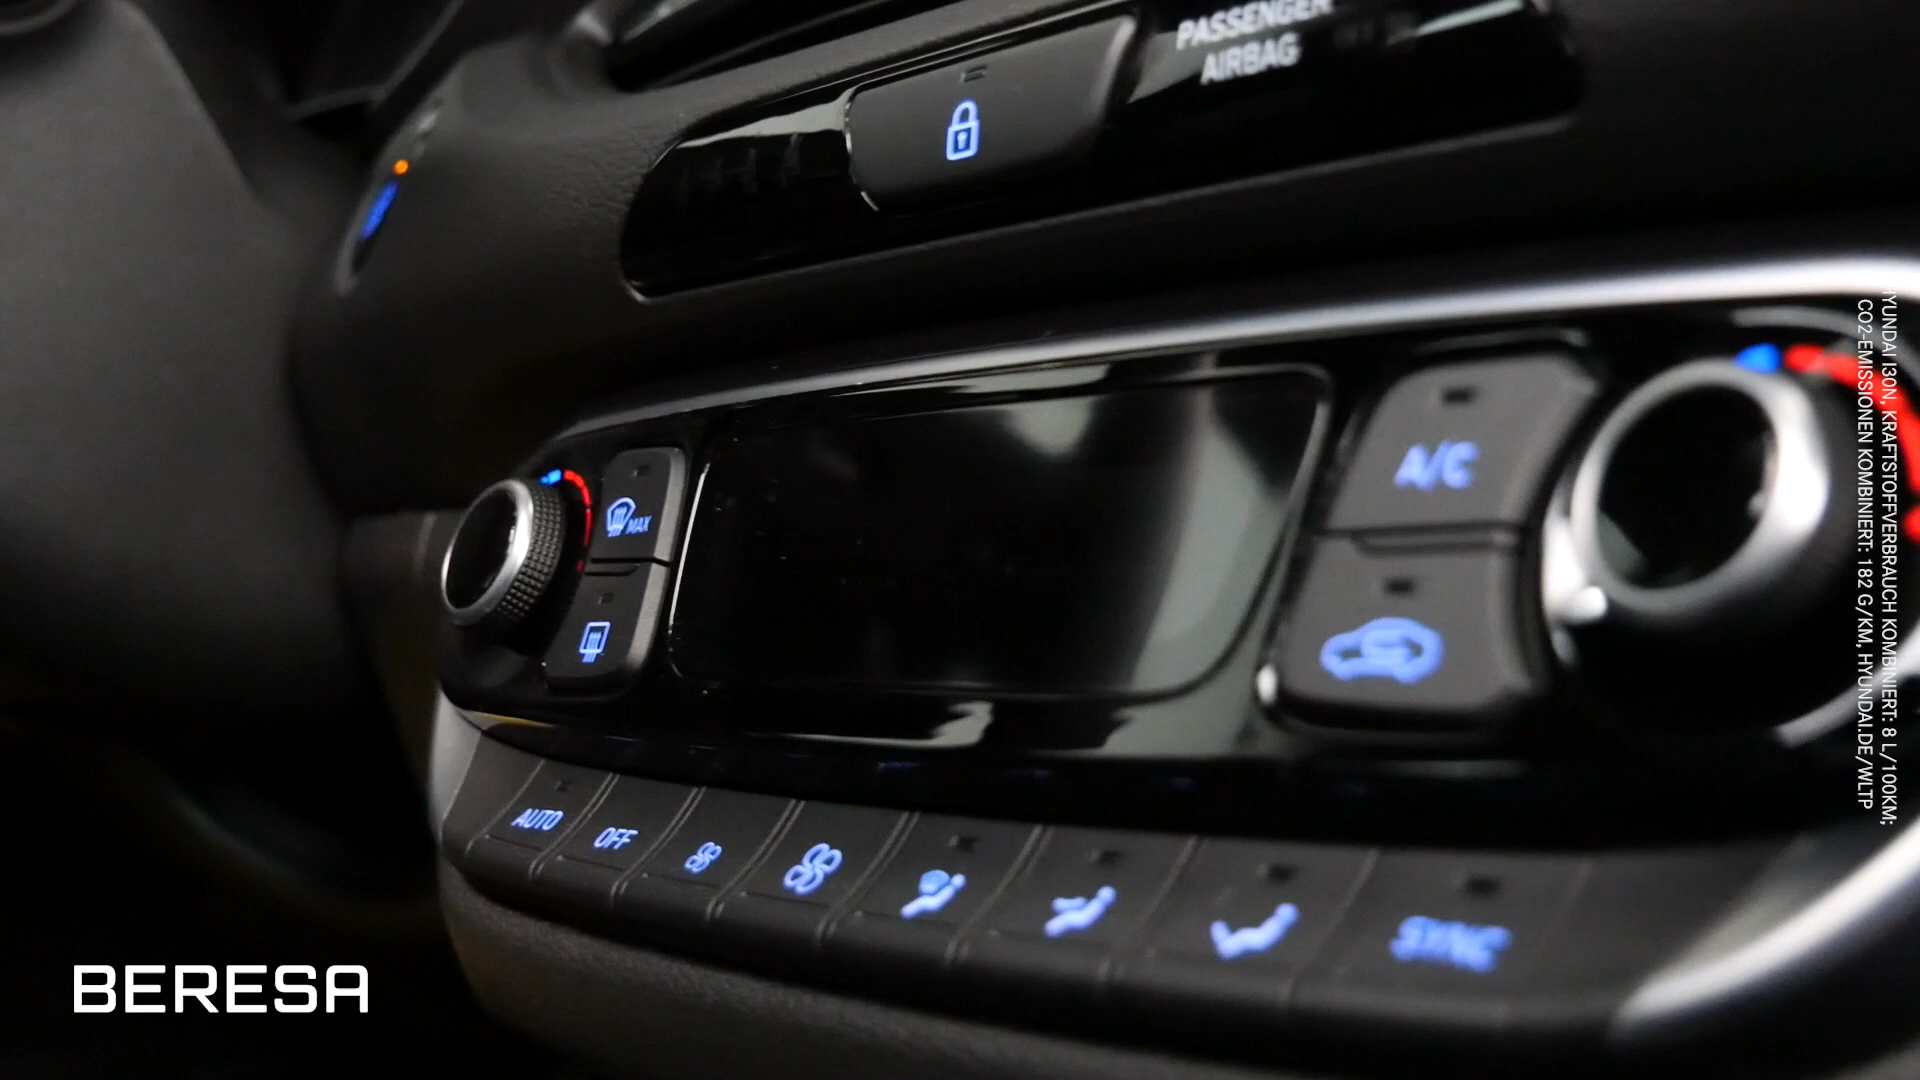 PASSENGER
AIRBAG
A/C
MAX
AUTO
OFF
SYNC
BERESA
HYUNDAI I30N, KRAFTSTOFFVERBRAUCH KOMBINIERT: 8 L/100KM;
CO2-EMISSIONEN KOMBINIERT: 182 G/KM, HYUNDAI.DE/WLTP